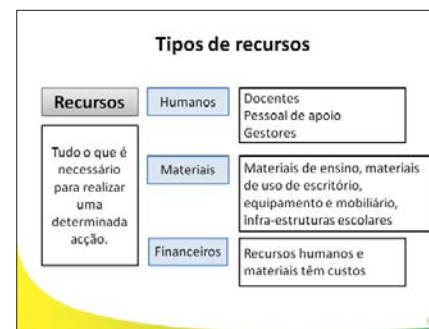 Tipos de recursos
Recursos
Tudo o que é
necessário
para realizar
uma
determinada
acção.
Humanos
Docentes
Pessoal de apoio
Gestores
Materiais
Materiais de ensino, materiais
de uso de escritório,
equipamento e mobiliário,
infra-estruturas escolares
Financeiros
Recursos humanos e
materiais têm custos